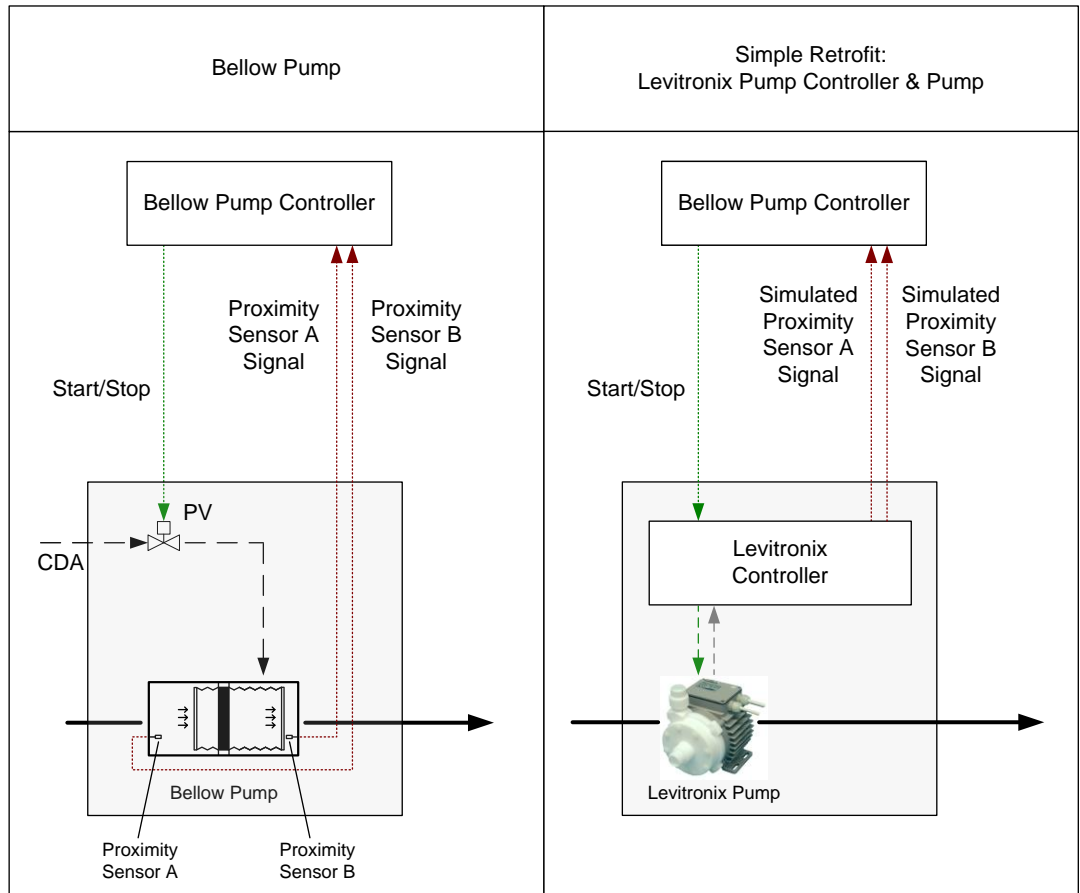 Bellow Pump
Simple Retrofit:
Levitronix Pump Controller & Pump
Bellow Pump Controller
Proximity
Sensor A
Signal
Proximity
Sensor B
Signal
Start/Stop
PV
CDA
Bellow Pump
Proximity
Sensor A
Proximity
Sensor B
Bellow Pump Controller
Simulated
Proximity
Sensor A
Signal
Simulated
Proximity
Sensor B
Signal
Start/Stop
Levitronix
Controller
Levitronix Pump